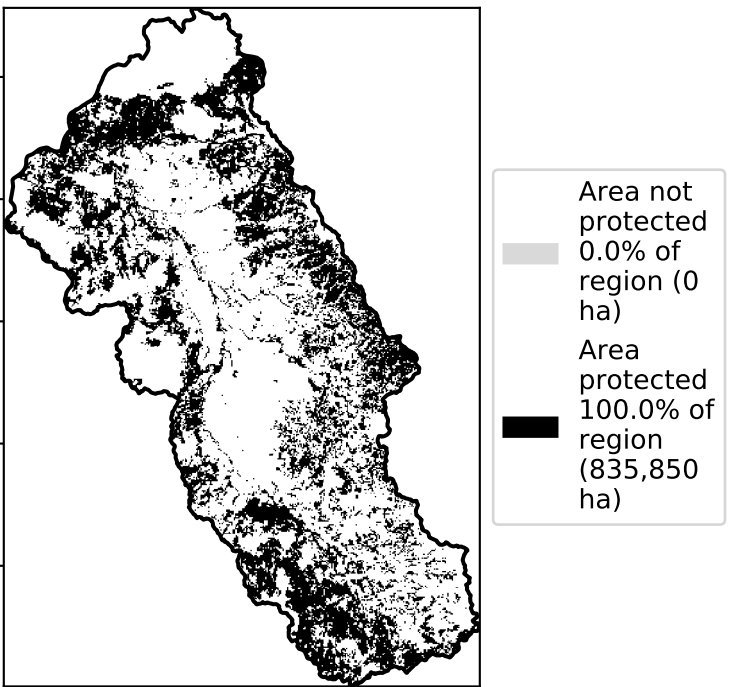 Area not
protected
0.0% of
region (0
ha)
Area
protected
100.0% of
region
(835,850
ha)